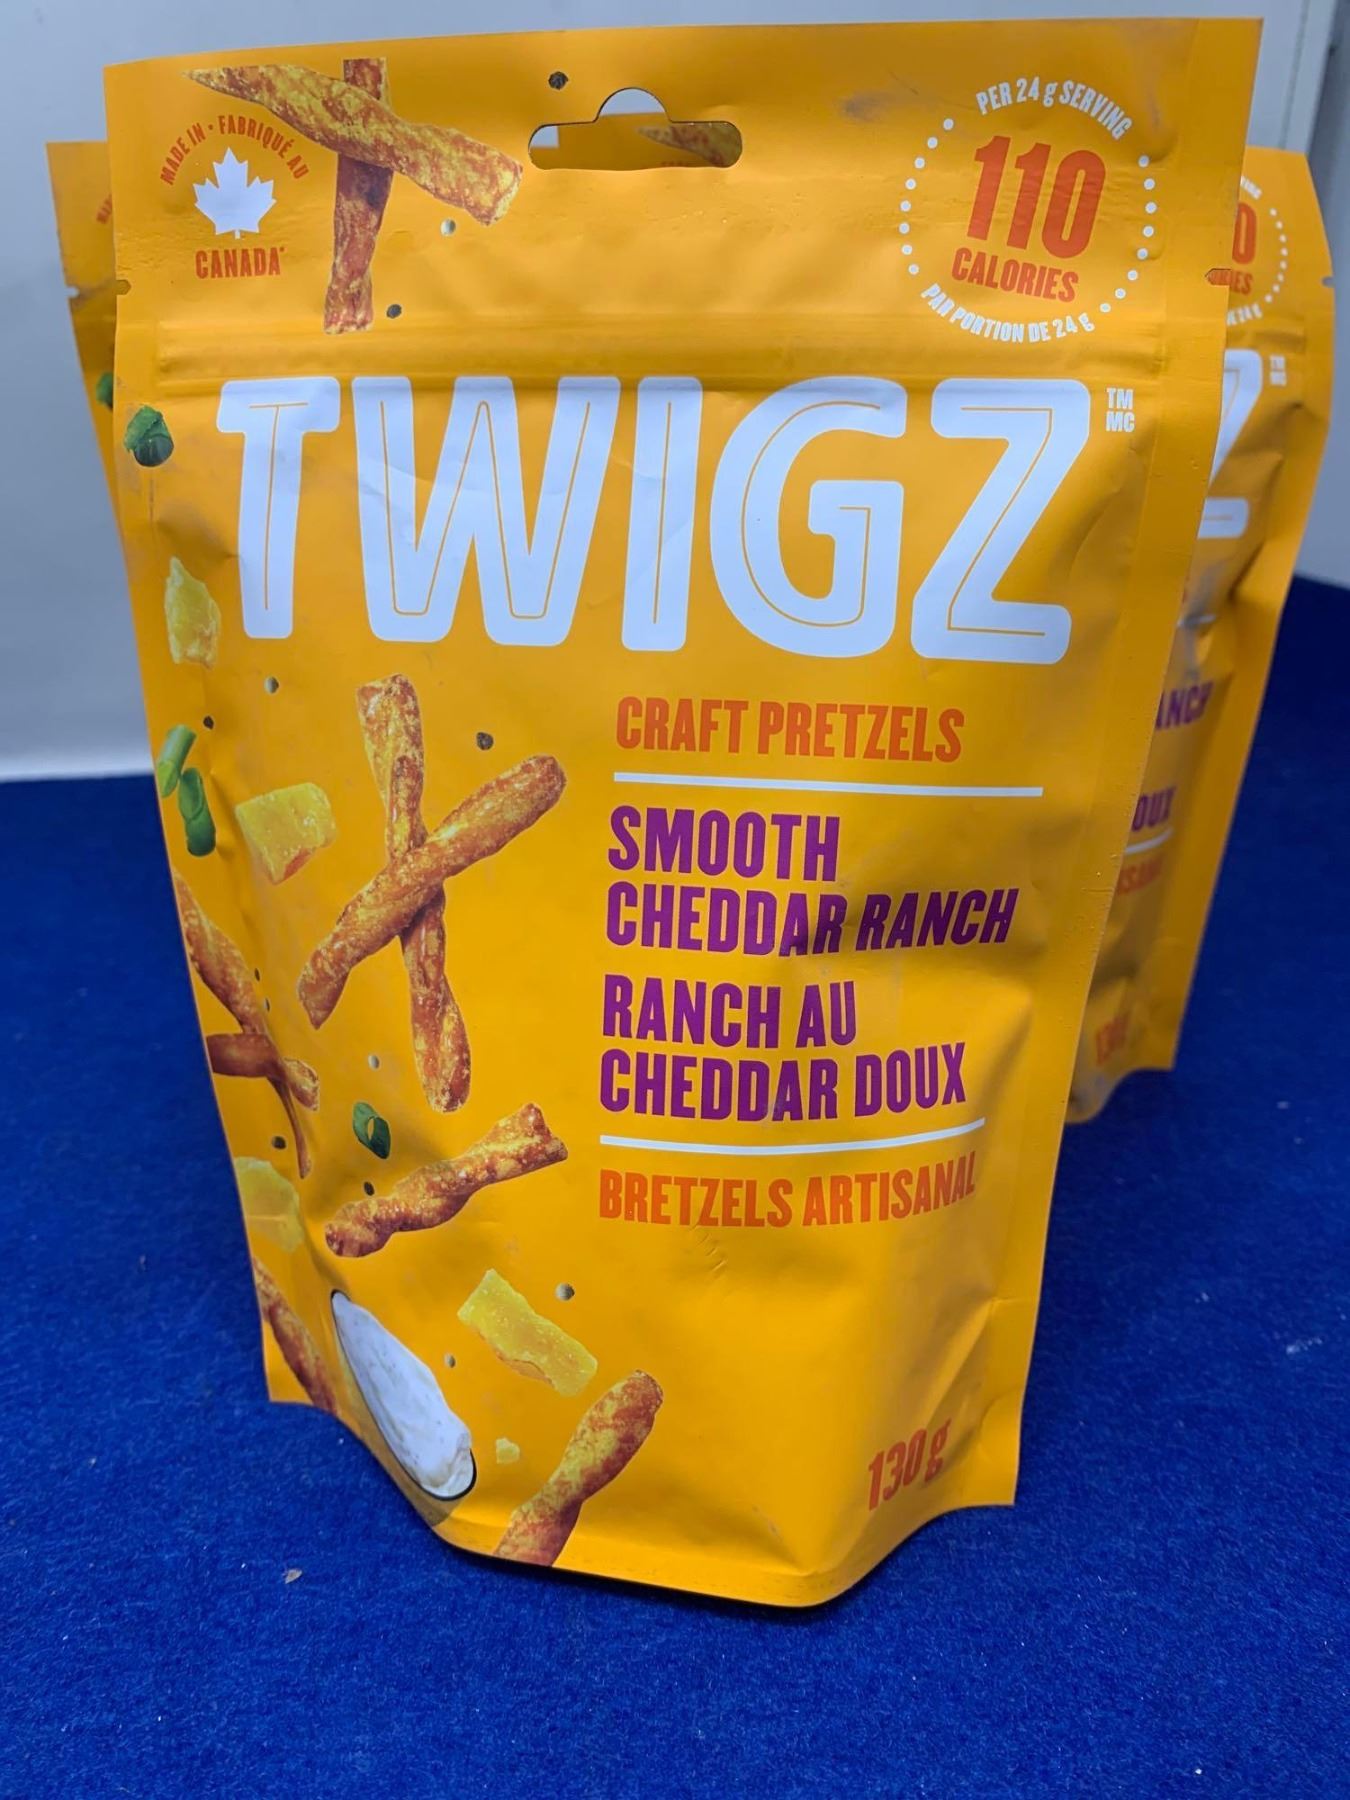 MADE IN • FABRIQUÉ AU
CANADA*
PER 24 g SERVING
110
CALORIES
PAR PORTION DE 24 g
TWIGZ
TM
MC
CRAFT PRETZELS
SMOOTH
CHEDDAR RANCH
RANCH AU
CHEDDAR DOUX
BRETZELS ARTISANAL
130 g